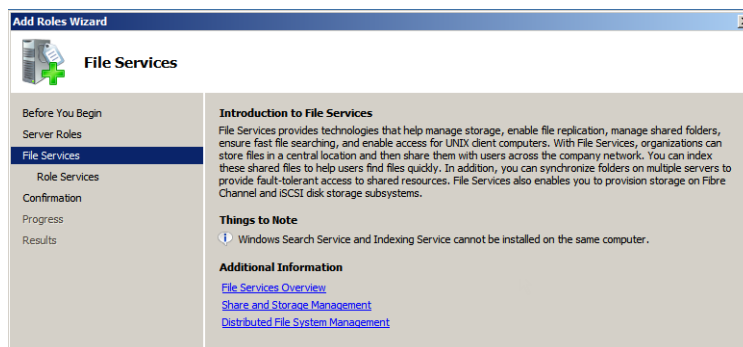 Add Roles Wizard
File Services
Before You Begin
Server Roles
File Services
Role Services
Confirmation
Progress
Results
Introduction to File Services
File Services provides technologies that help manage storage, enable file replication, manage shared folders,
ensure fast file searching, and enable access for UNIX client computers. With File Services, organizations can
store files in a central location and then share them with users across the company network. You can index
these shared files to help users find files quickly. In addition, you can synchronize folders on multiple servers to
provide fault-tolerant access to shared resources. File Services also enables you to provision storage on Fibre
Channel and iSCSI disk storage subsystems.
Things to Note
Windows Search Service and Indexing Service cannot be installed on the same computer.
Additional Information
File Services Overview
Share and Storage Management
Distributed File System Management